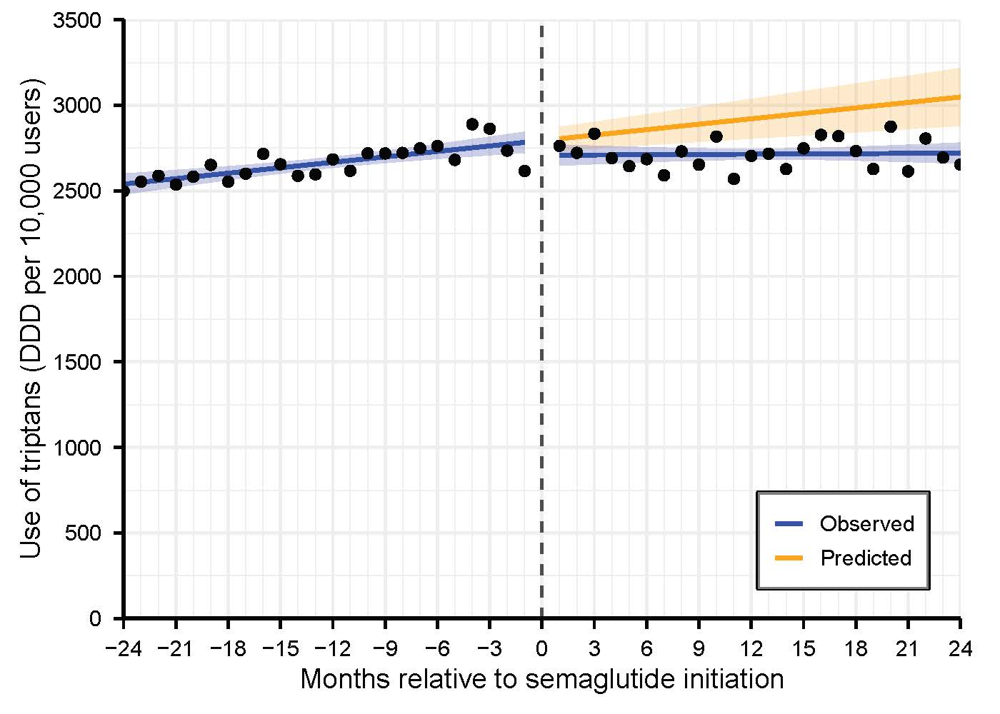 Use of triptans (DDD per 10,000 users)
3500
3000
2500
2000
1500
1000
500
0
−24 −21 −18 −15 −12 −9 −6 −3 0 3 6 9 12 15 18 21 24
Months relative to semaglutide initiation
Observed
Predicted